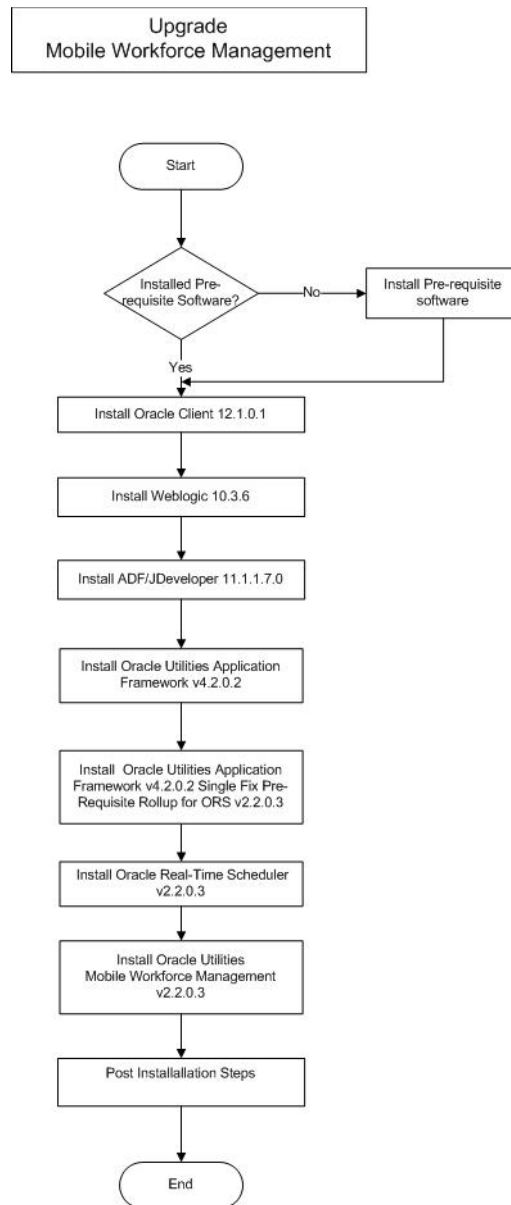 Upgrade
Mobile Workforce Management
Start
Installed Pre-
requisite Software?
No
Install Pre-requisite
software
Yes
Install Oracle Client 12.1.0.1
Install Weblogic 10.3.6
Install ADF/JDeveloper 11.1.1.7.0
Install Oracle Utilities Application
Framework v4.2.0.2
Install Oracle Utilities Application
Framework v4.2.0.2 Single Fix Pre-
Requisite Rollup for ORS v2.2.0.3
Install Oracle Real-Time Scheduler
v2.2.0.3
Install Oracle Utilities
Mobile Workforce Management
v2.2.0.3
Post Installallation Steps
End